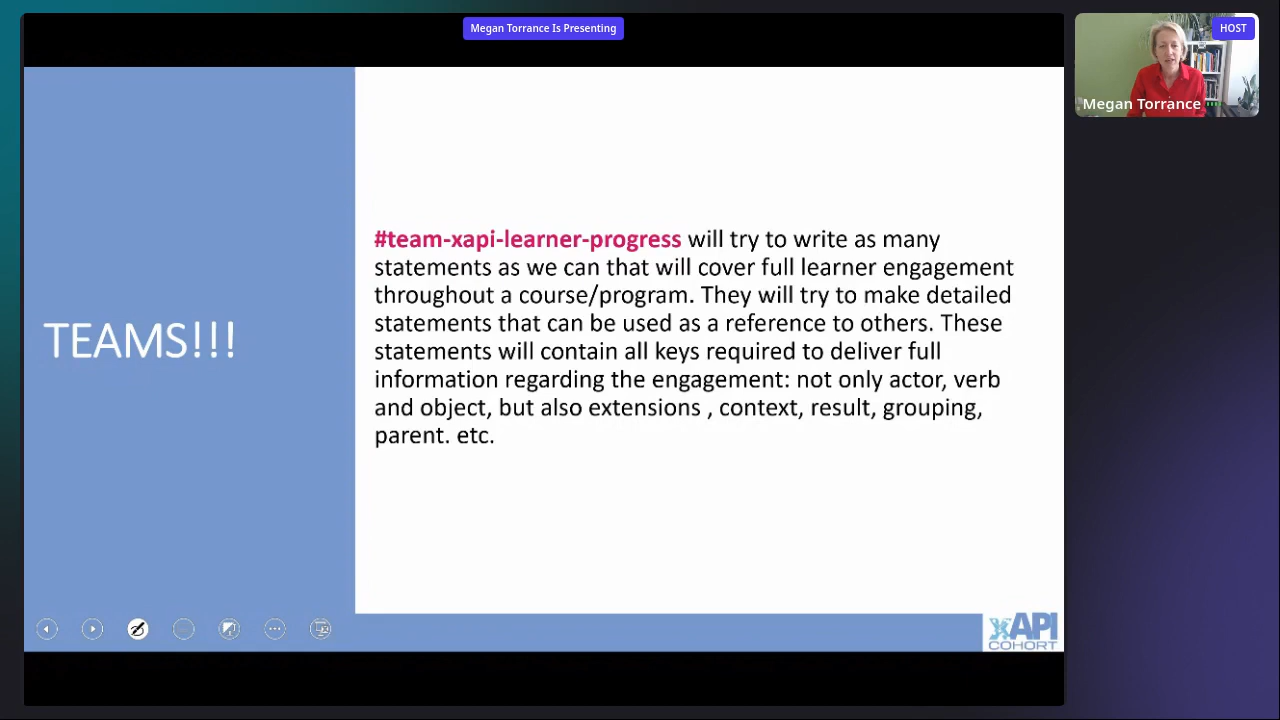 Megan Torrance Is Presenting
HOST
Megan Torrance
TEAMS!!!
#team-xapi-learner-progress will try to write as many
statements as we can that will cover full learner engagement
throughout a course/program. They will try to make detailed
statements that can be used as a reference to others. These
statements will contain all keys required to deliver full
information regarding the engagement: not only actor, verb
and object, but also extensions , context, result, grouping,
parent. etc.
xAPI
COHORT